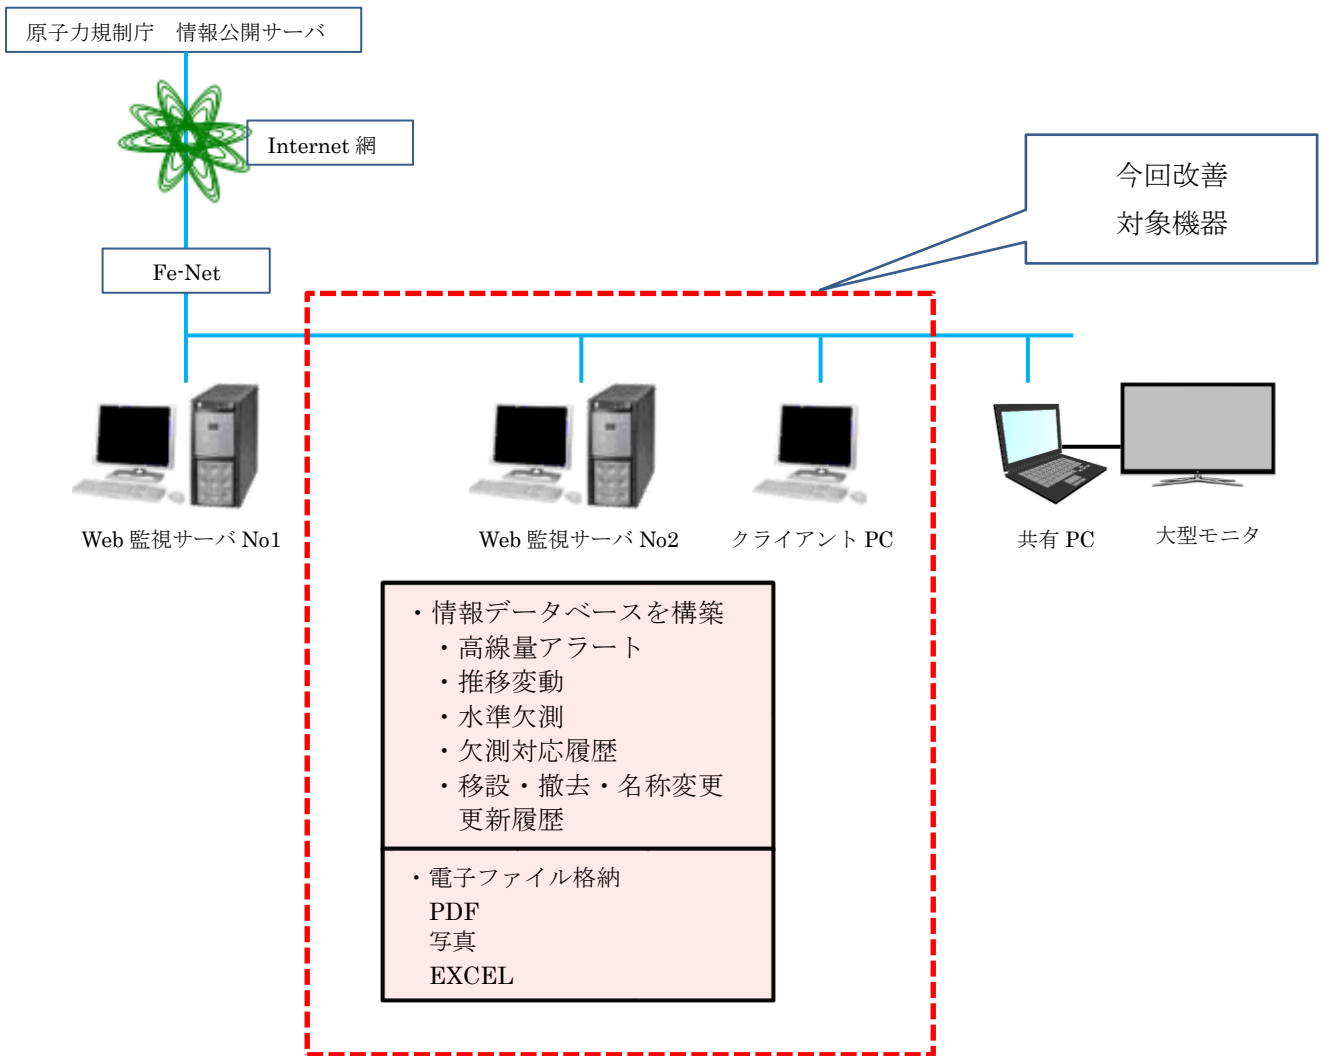 原子力規制庁　情報公開サーバ
Internet 網
今回改善
対象機器
Fe-Net
Web 監視サーバ No1
Web 監視サーバ No2
クライアント PC
共有 PC
大型モニタ
・情報データベースを構築
・高線量アラート
・推移変動
・水準欠測
・欠測対応履歴
・移設・撤去・名称変更
更新履歴
・電子ファイル格納
PDF
写真
EXCEL